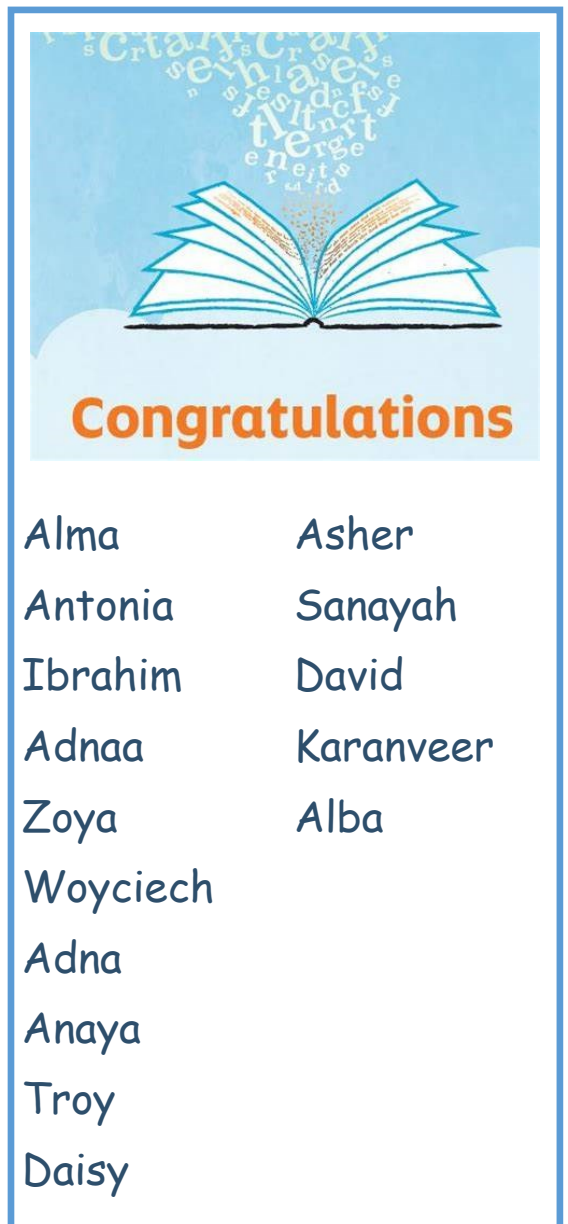 Congratulations
Alma
Antonia
Ibrahim
Adnaa
Zoya
Woyciech
Adna
Anaya
Troy
Daisy
Asher
Sanayah
David
Karanveer
Alba